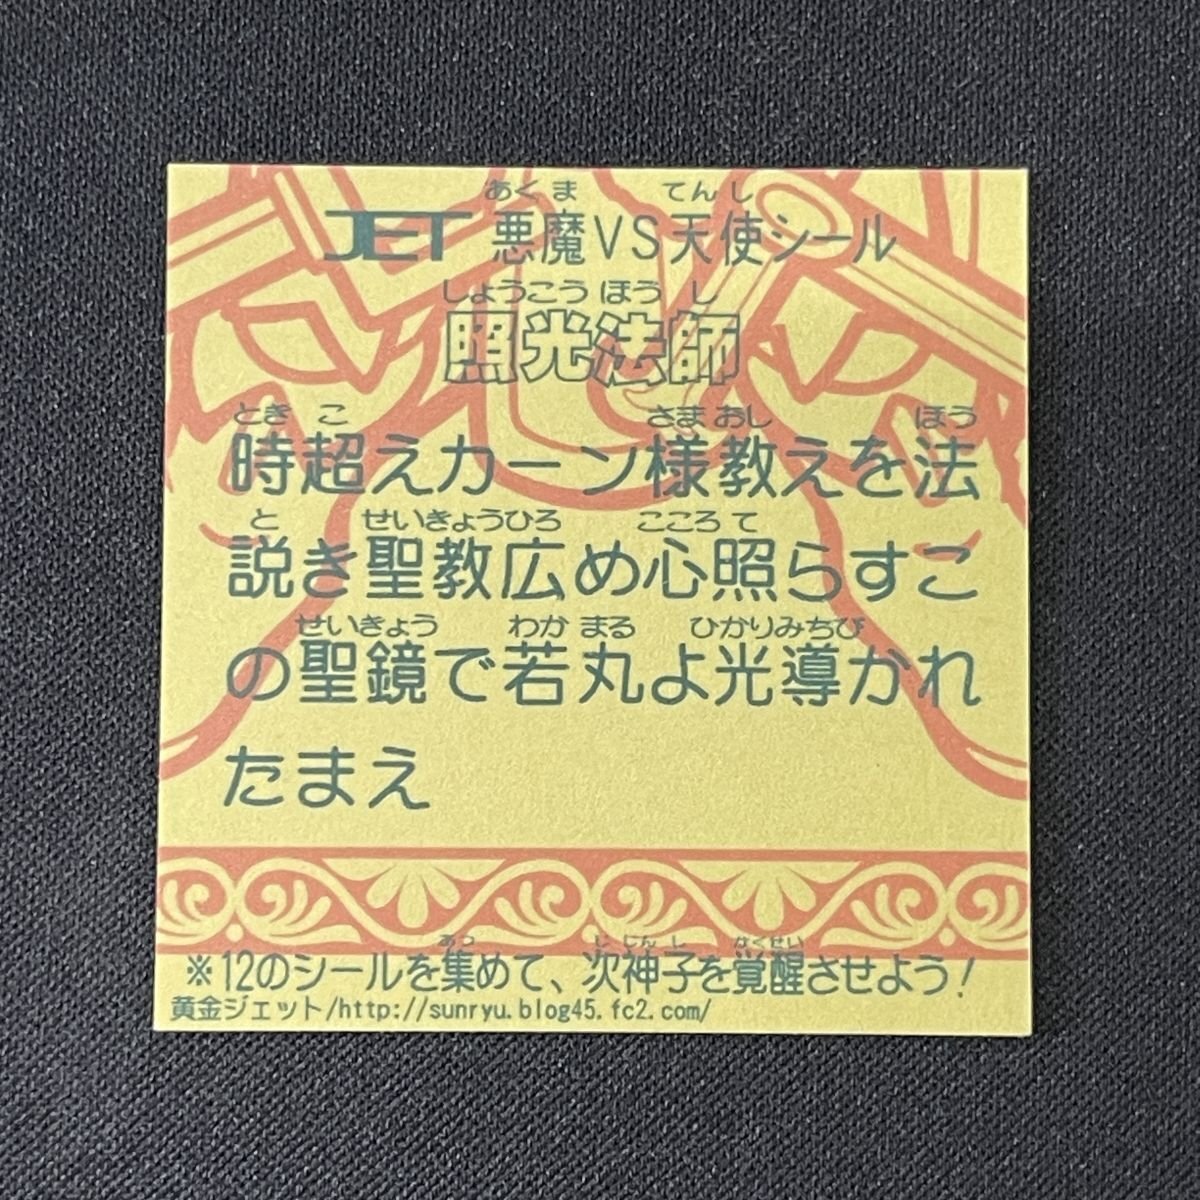 あくま てんし
JET 悪魔VS天使シール
しょうこうほうし
照光法師
とき こ さま おし ほう
時超えカーン様教えを法
と せいきょうひろ こころ て
説き聖教広め心照らすこ
せいきょう わか まる ひかりみちび
の聖鏡で若丸よ光導かれ
たまえ
あつ じ じん し かくせい
※12のシールを集めて、次神子を覚醒させよう!
黄金ジェット/http://sunryu.blog45.fc2.com/